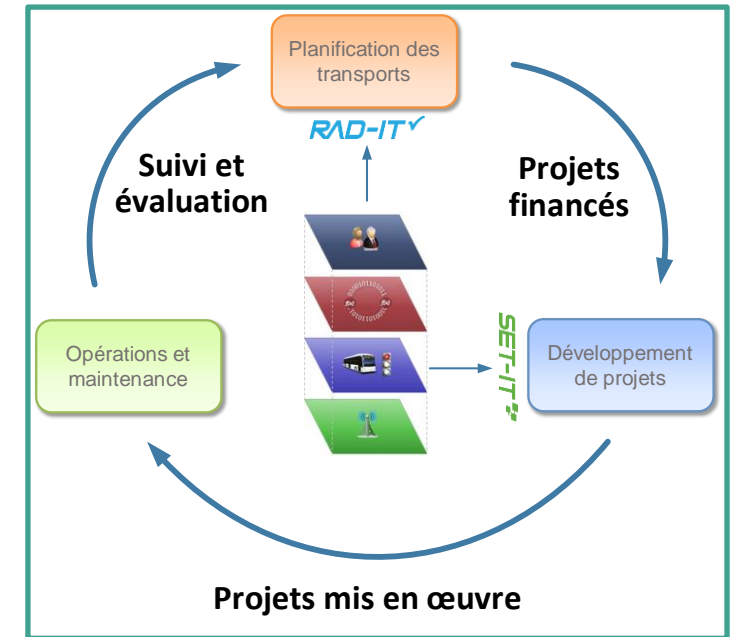 Planification des
transports
RAD-IT
Suivi et
évaluation
Projets
financés
Opérations et
maintenance
SET-IT
Développement
de projets
Projets mis en œuvre